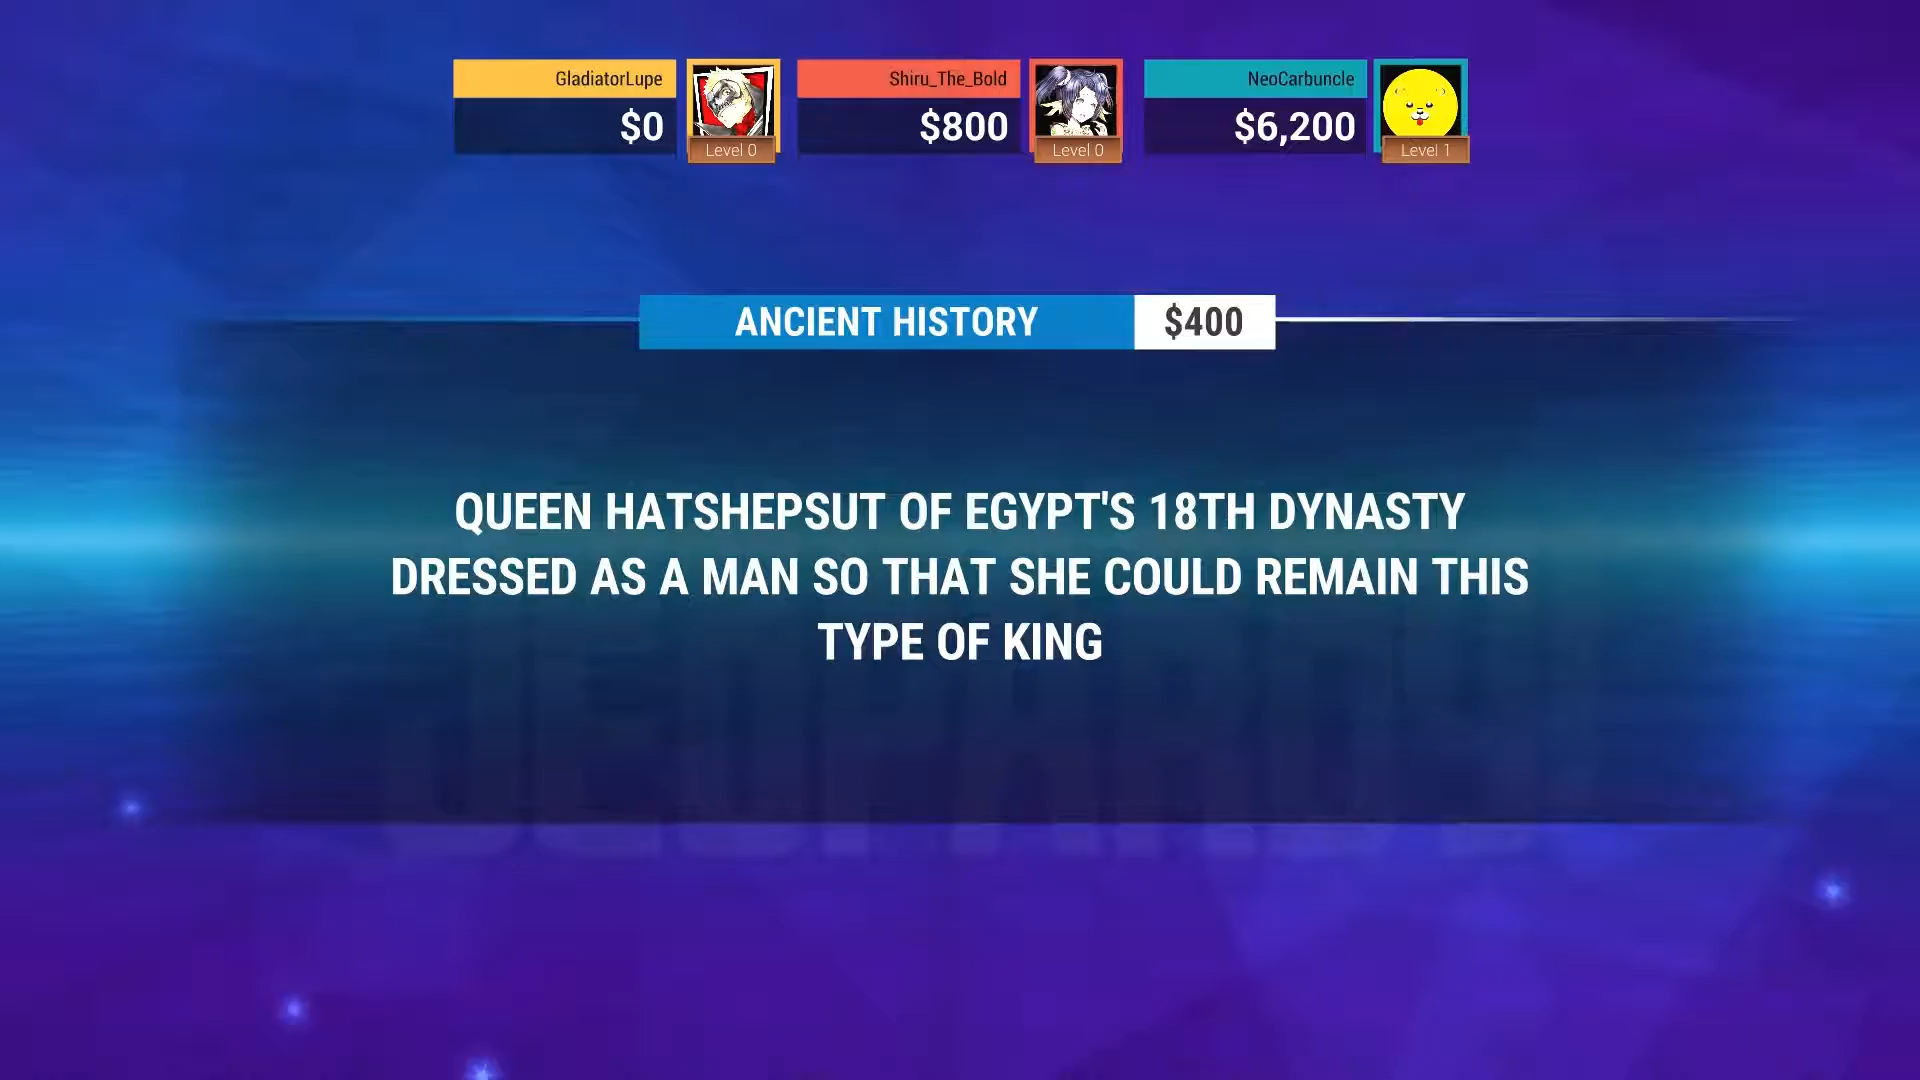 GladiatorLupe
$0
Level 0
Shiru_The_Bold
$800
Level 0
NeoCarbuncle
$6,200
Level 1
ANCIENT HISTORY
$400
QUEEN HATSHEPSUT OF EGYPT'S 18TH DYNASTY
DRESSED AS A MAN SO THAT SHE COULD REMAIN THIS
TYPE OF KING
JEOPARDY!